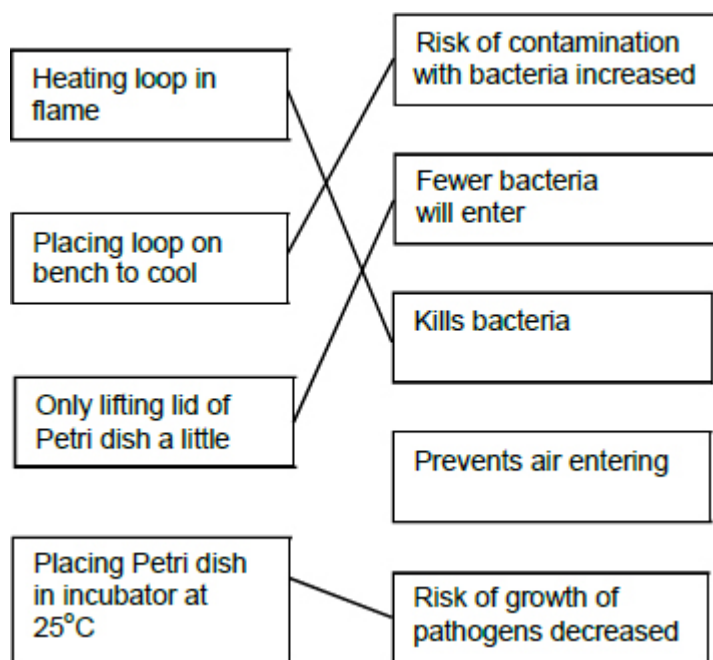 Heating loop in
flame
Placing loop on
bench to cool
Only lifting lid of
Petri dish a little
Placing Petri dish
in incubator at
25°C
Risk of contamination
with bacteria increased
Fewer bacteria
will enter
Kills bacteria
Prevents air entering
Risk of growth of
pathogens decreased